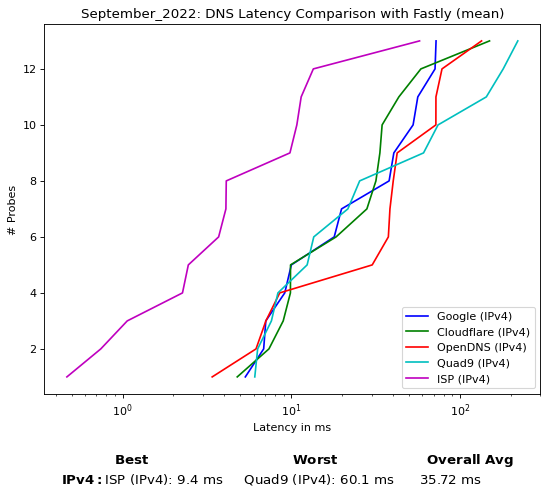 September_2022: DNS Latency Comparison with Fastly (mean)
# Probes
12
10
8
6
4
2
Google (IPv4)
Cloudflare (IPv4)
OpenDNS (IPv4)
Quad9 (IPv4)
ISP (IPv4)
10⁰ 10¹ 10²
Latency in ms
Best Worst Overall Avg
IPv4: ISP (IPv4): 9.4 ms Quad9 (IPv4): 60.1 ms 35.72 ms